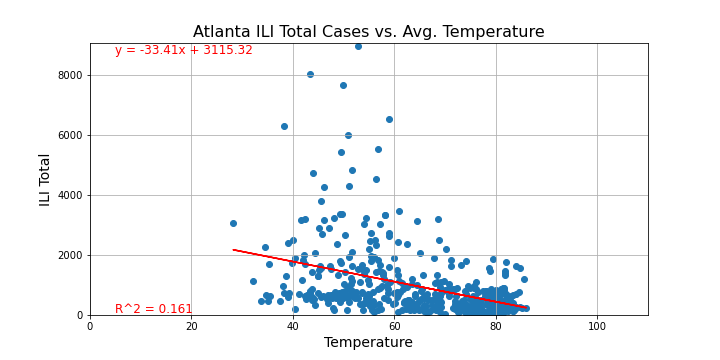 Atlanta ILI Total Cases vs. Avg. Temperature
y = -33.41x + 3115.32
8000
6000
4000
2000
0
ILI Total
R^2 = 0.161
0 20 40 60 80 100
Temperature